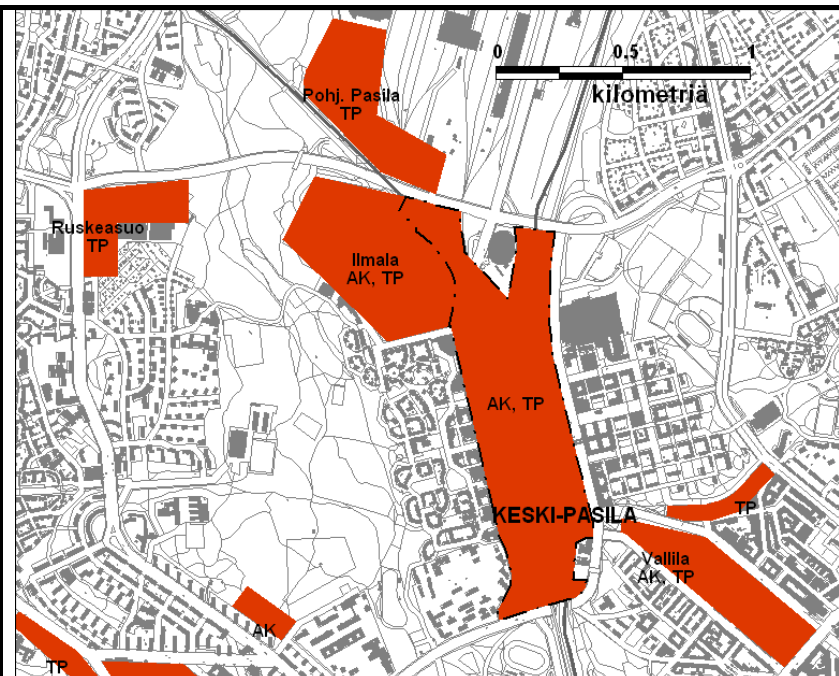 0 0.5 1
kilometriä
Pohj. Pasila
TP
Ruskeasuo
TP
Ilmala
AK, TP
AK, TP
KESKI-PASILA
TP
Vallila
AK, TP
AK
TP